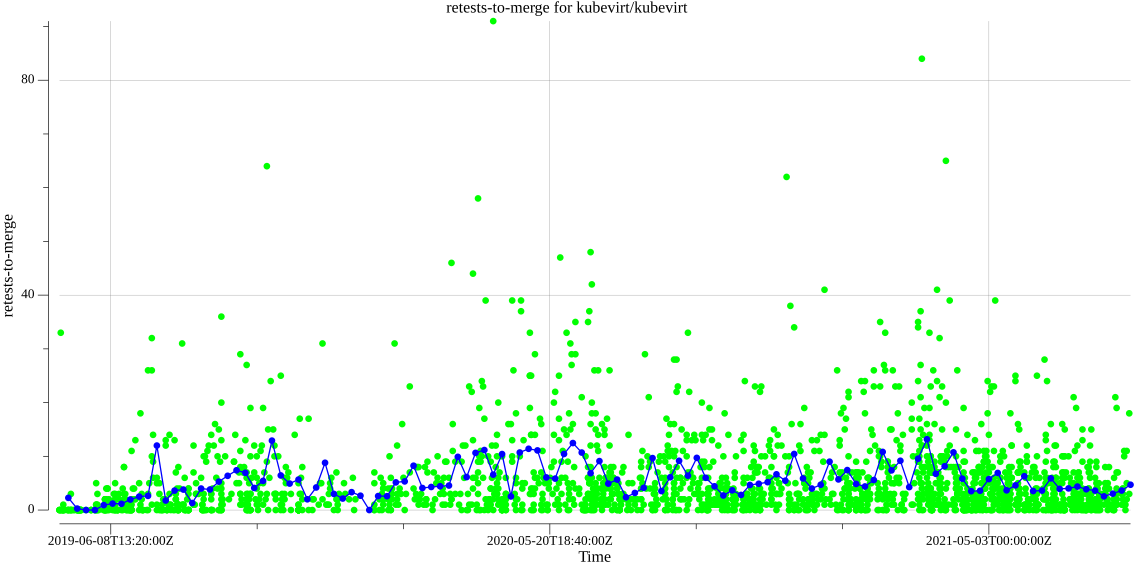 retests-to-merge for kubevirt/kubevirt
retests-to-merge
80
40
0
2019-06-08T13:20:00Z
2020-05-20T18:40:00Z
2021-05-03T00:00:00Z
Time